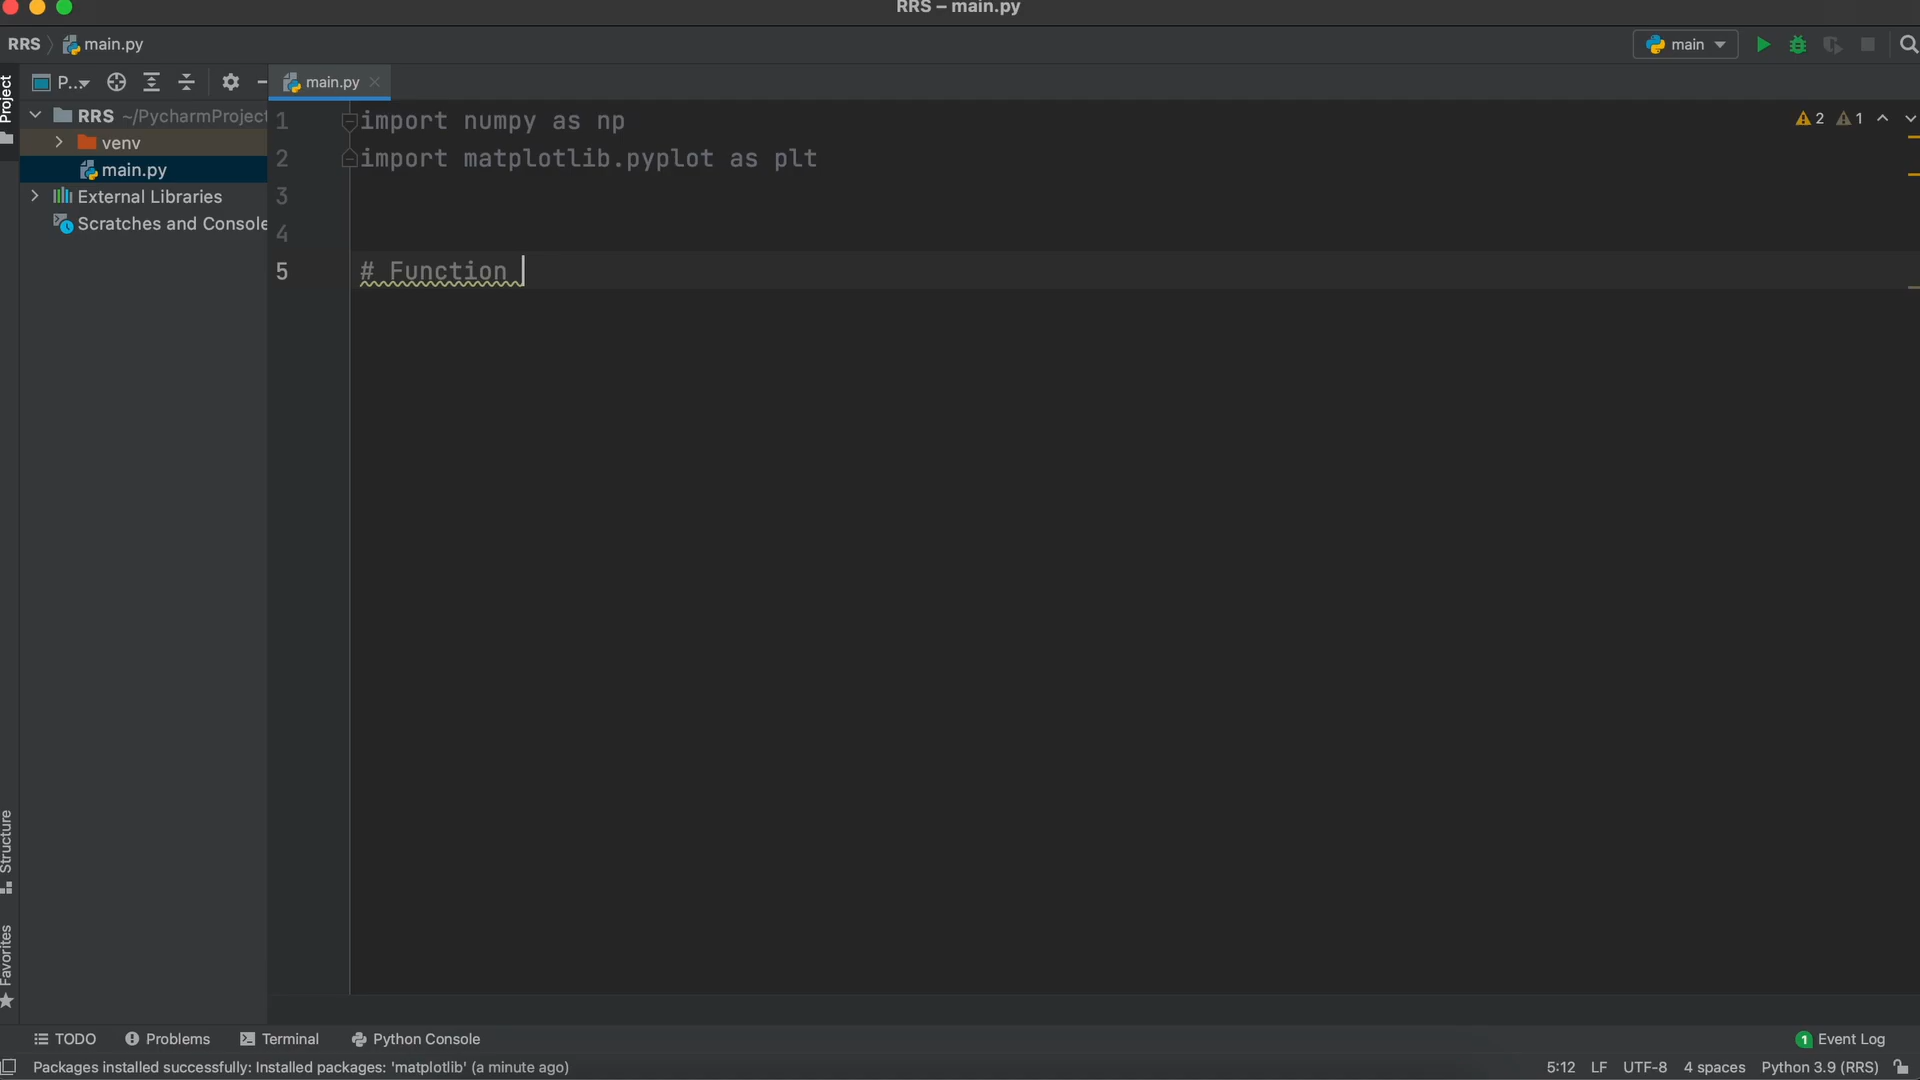 RRS – main.py
RRS main.py
main
Project
P...
main.py
RRS ~/PycharmProject
venv
main.py
External Libraries
Scratches and Console
1 import numpy as np
2 import matplotlib.pyplot as plt
3
4
5 # Function
2 1
Structure
Favorites
TODO Problems Terminal Python Console
1 Event Log
Packages installed successfully: Installed packages: 'matplotlib' (a minute ago)
5:12 LF UTF-8 4 spaces Python 3.9 (RRS)